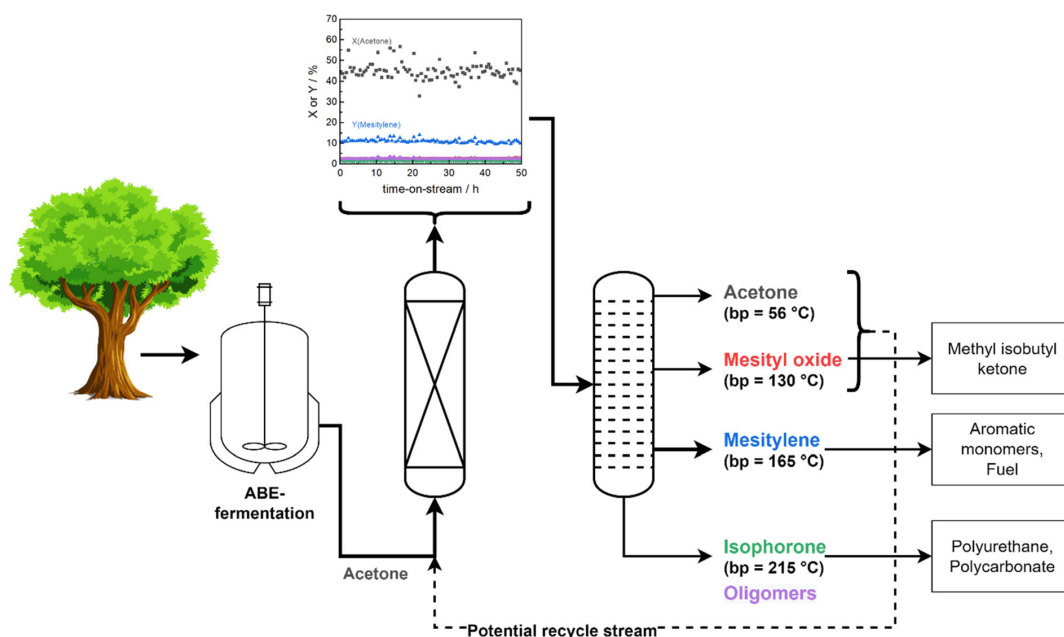 70
60
50
40
30
20
10
0
X or Y / %
X(Acetone)
Y(Mesitylene)
0 10 20 30 40 50
time-on-stream / h
ABE-
fermentation
Acetone
Acetone
(bp = 56 °C)
Mesityl oxide
(bp = 130 °C)
Mesitylene
(bp = 165 °C)
Isophorone
(bp = 215 °C)
Oligomers
Methyl isobutyl
ketone
Aromatic
monomers,
Fuel
Polyurethane,
Polycarbonate
Potential recycle stream